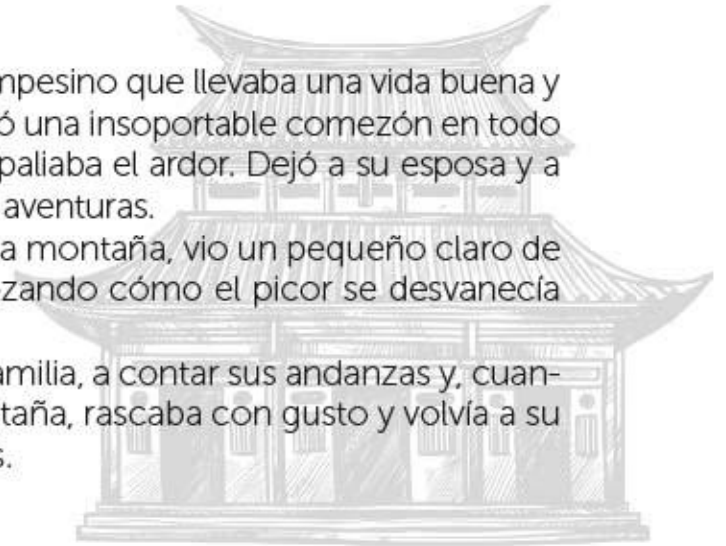 mpesino que llevaba una vida buena y
ó una insoportable comezón en todo
paliaba el ardor. Dejó a su esposa y a
aventuras.
a montaña, vio un pequeño claro de
zando cómo el picor se desvanecía
amilia, a contar sus andanzas y, cuan-
taña, rascaba con gusto y volvía a su
s.